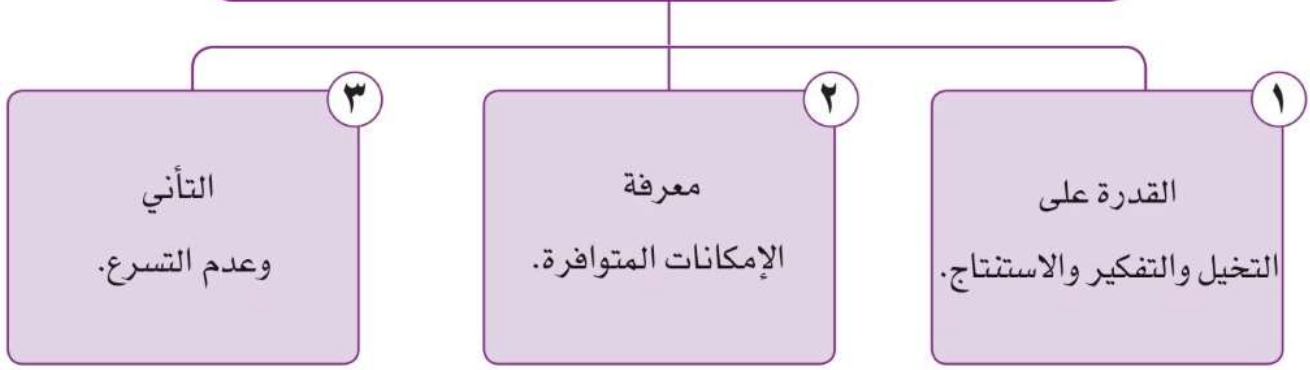 ١
القدرة على
التخيل والتفكير والاستنتاج.
٢
معرفة
الإمكانات المتوافرة.
٣
التأني
وعدم التسرع.